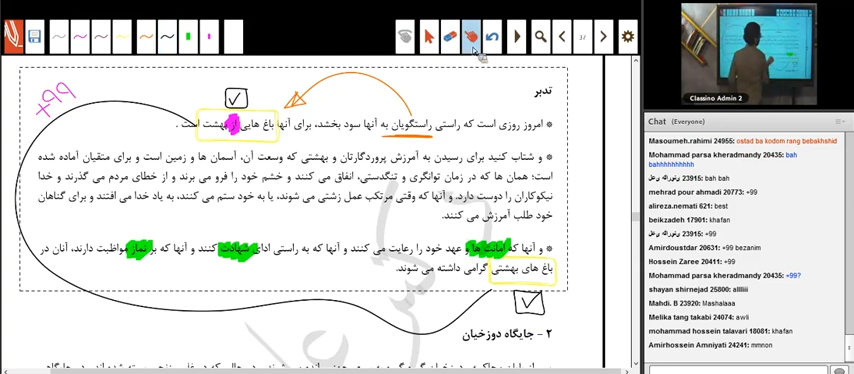 تدبر
* امروز روزی است که راستی راستگویان به آنها سود بخشد، برای آنها باغ هایی از بهشت است .
* و شتاب کنید برای رسیدن به آمرزش پروردگارتان و بهشتی که وسعت آن، آسمان ها و زمین است و برای متقیان آماده شده
است؛ همان ها که در زمان توانگری و تنگدستی، انفاق می کنند و خشم خود را فرو می برند و از خطای مردم می گذرند و خدا
نیکوکاران را دوست دارد. و آنها که وقتی مرتکب عمل زشتی می شوند، یا به خود ستم می کنند، به یاد خدا می افتند و برای گناهان
خود طلب آمرزش می کنند.
* و آنها که امانت ها و عهد خود را رعایت می کنند و آنها که به راستی ادای شهادت کنند و آنها که بر نماز مواظبت دارند، آنان در
باغ های بهشتی گرامی داشته می شوند.
۲ - جایگاه دوزخیان
+99
Classino Admin 2
Chat (Everyone)
Masoumeh.rahimi 24955: ostad ba kodom rang bebakhshid
Mohammad parsa kheradmandy 20435: bah
bahhhhhhhhhh
23915: bah bah
mehrad pour ahmadi 20773: +99
alireza.nemati 621: best
beikzadeh 17901: khafan
23915: +99
Amirdoustdar 20631: +99 bezanim
Hossein Zaree 20411: +99
Mohammad parsa kheradmandy 20435: +99?
shayan shirnejad 25800: allllii
Mahdi. B 23920: Mashalaaa
Melika tang takabi 24074: awli
mohammad hossein talavari 18081: khafan
Amirhossein Amniyati 24241: mmnon